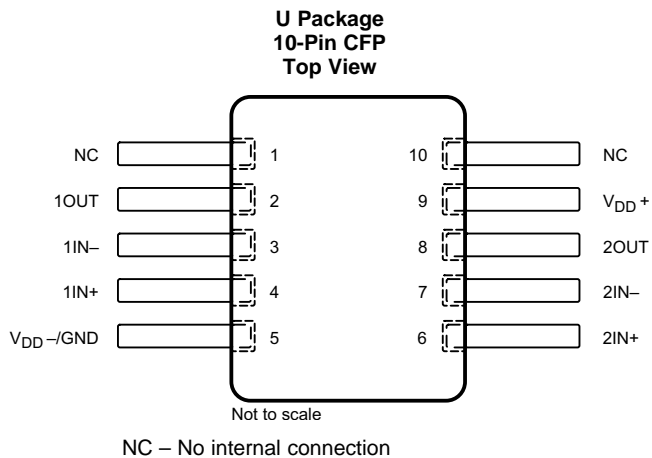 U Package
10-Pin CFP
Top View
NC 1 10 NC
1OUT 2 9 VDD +
1IN– 3 8 2OUT
1IN+ 4 7 2IN–
VDD –/GND 5 6 2IN+
Not to scale
NC – No internal connection